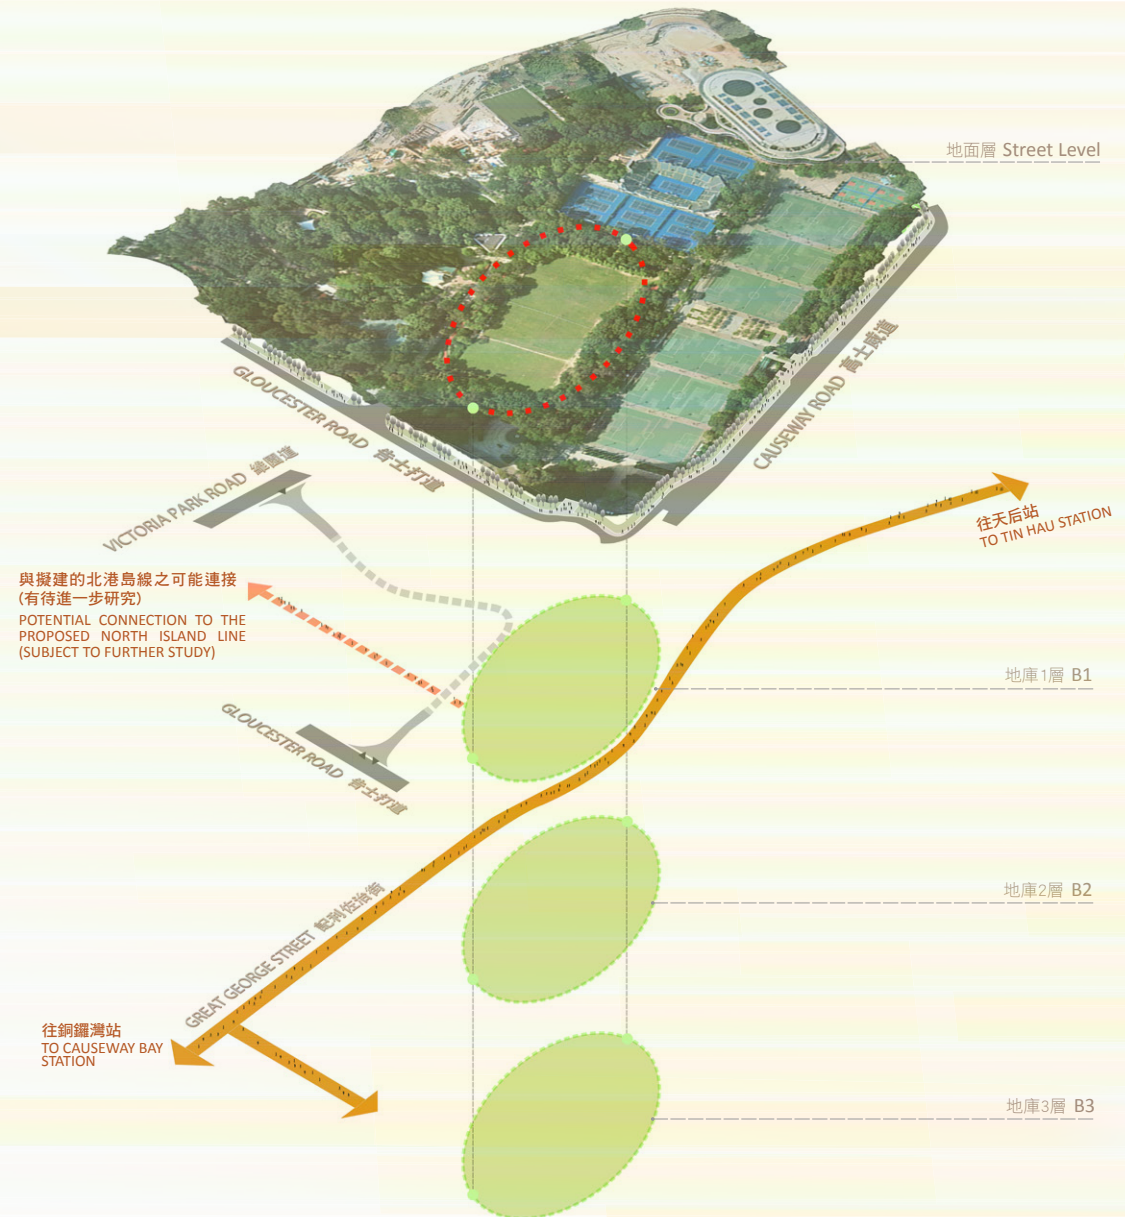 地面層 Street Level
GLOUCESTER ROAD 告士打道
CAUSEWAY ROAD 高士威道
VICTORIA PARK ROAD 維園道
往天后站
TO TIN HAU STATION
與擬建的北港島線之可能連接
(有待進一步研究)
POTENTIAL CONNECTION TO THE
PROPOSED NORTH ISLAND LINE
(SUBJECT TO FURTHER STUDY)
地庫1層 B1
GLOUCESTER ROAD 告士打道
地庫2層 B2
GREAT GEORGE STREET 記利佐治街
往銅鑼灣站
TO CAUSEWAY BAY
STATION
地庫3層 B3